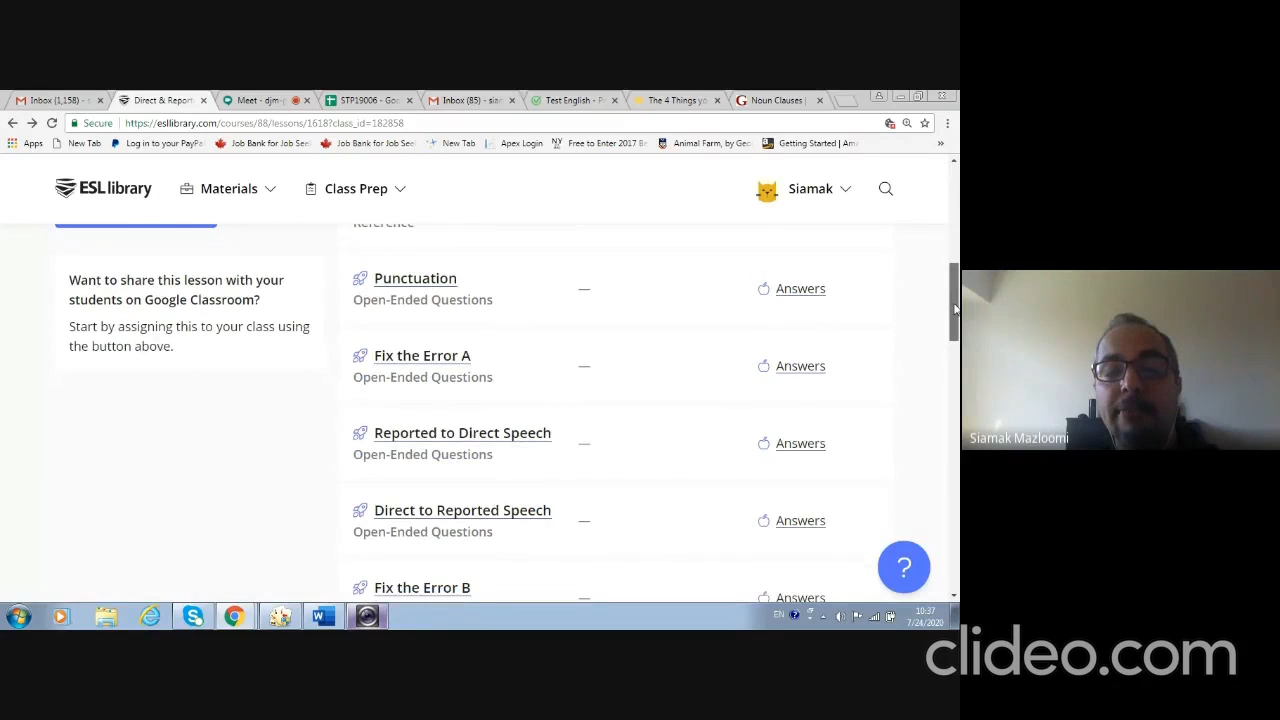 Inbox (1,158) - s
Direct & Report
Meet - djm-p
STP19006 - Goo
Inbox (85) - sian
Test English - Pr
The 4 Things yo
Noun Clauses |
Secure
https://esllibrary.com/courses/88/lessons/1618?class_id=182858
Apps
New Tab
Log in to your PayPa
Job Bank for Job See
Job Bank for Job See
New Tab
Apex Login
Free to Enter 2017 Be
Animal Farm, by Geo
Getting Started | Am
»
ESL library
Materials
Class Prep
Siamak
Reference
Want to share this lesson with your
students on Google Classroom?
Start by assigning this to your class using
the button above.
Punctuation
Open-Ended Questions
—
Answers
Fix the Error A
Open-Ended Questions
—
Answers
Reported to Direct Speech
Open-Ended Questions
—
Answers
Direct to Reported Speech
Open-Ended Questions
—
Answers
Fix the Error B
—
Answers
?
EN
10:37
7/24/2020
Siamak Mazloomi
clideo.com